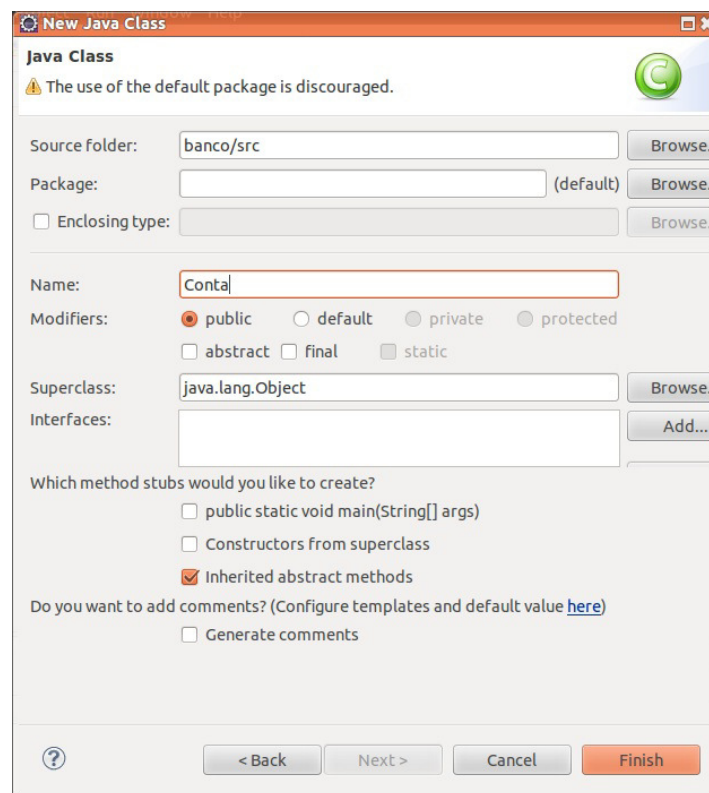 New Java Class
Java Class
The use of the default package is discouraged.
C
Source folder: banco/src Browse.
Package: (default) Browse.
Enclosing type: Browse.
Name: Conta
Modifiers: public default private protected
abstract final static
Superclass: java.lang.Object Browse.
Interfaces: Add...
Which method stubs would you like to create?
public static void main(String[] args)
Constructors from superclass
Inherited abstract methods
Do you want to add comments? (Configure templates and default value here)
Generate comments
? < Back Next > Cancel Finish